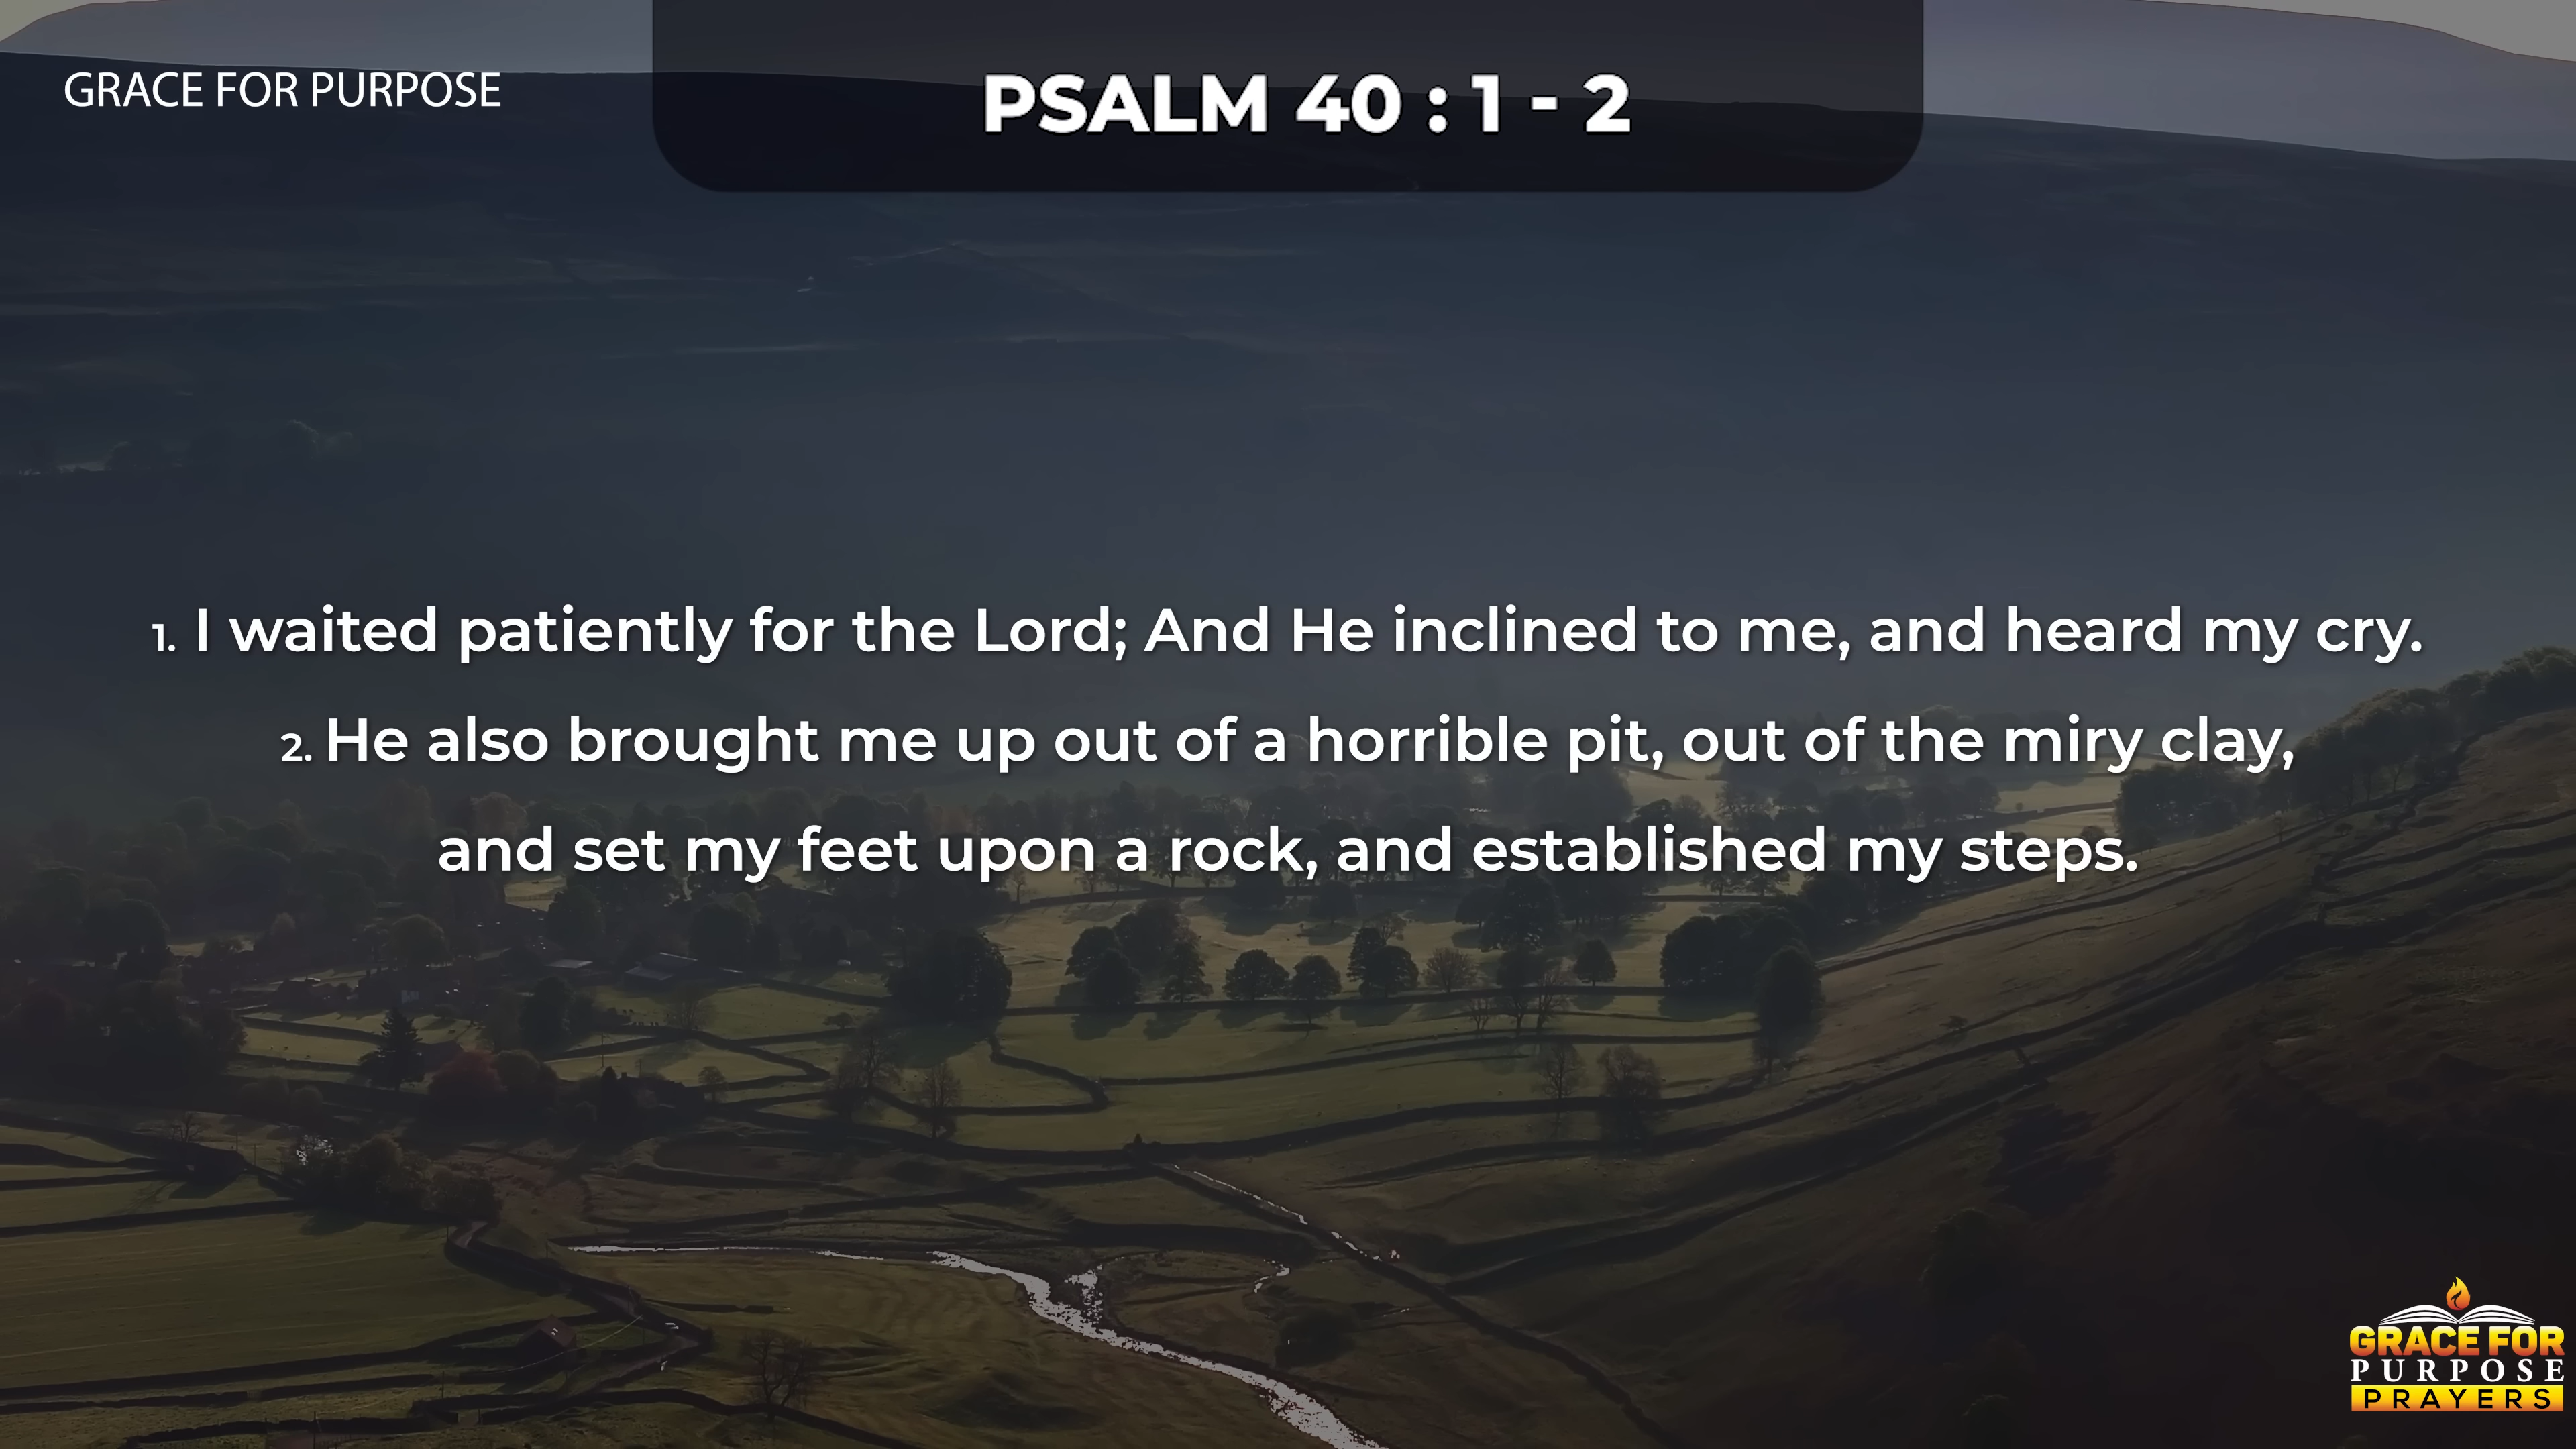 GRACE FOR PURPOSE
PSALM 40 : 1 - 2
1. I waited patiently for the Lord; And He inclined to me, and heard my cry.
2. He also brought me up out of a horrible pit, out of the miry clay,
and set my feet upon a rock, and established my steps.
GRACE FOR
PURPOSE
PRAYERS